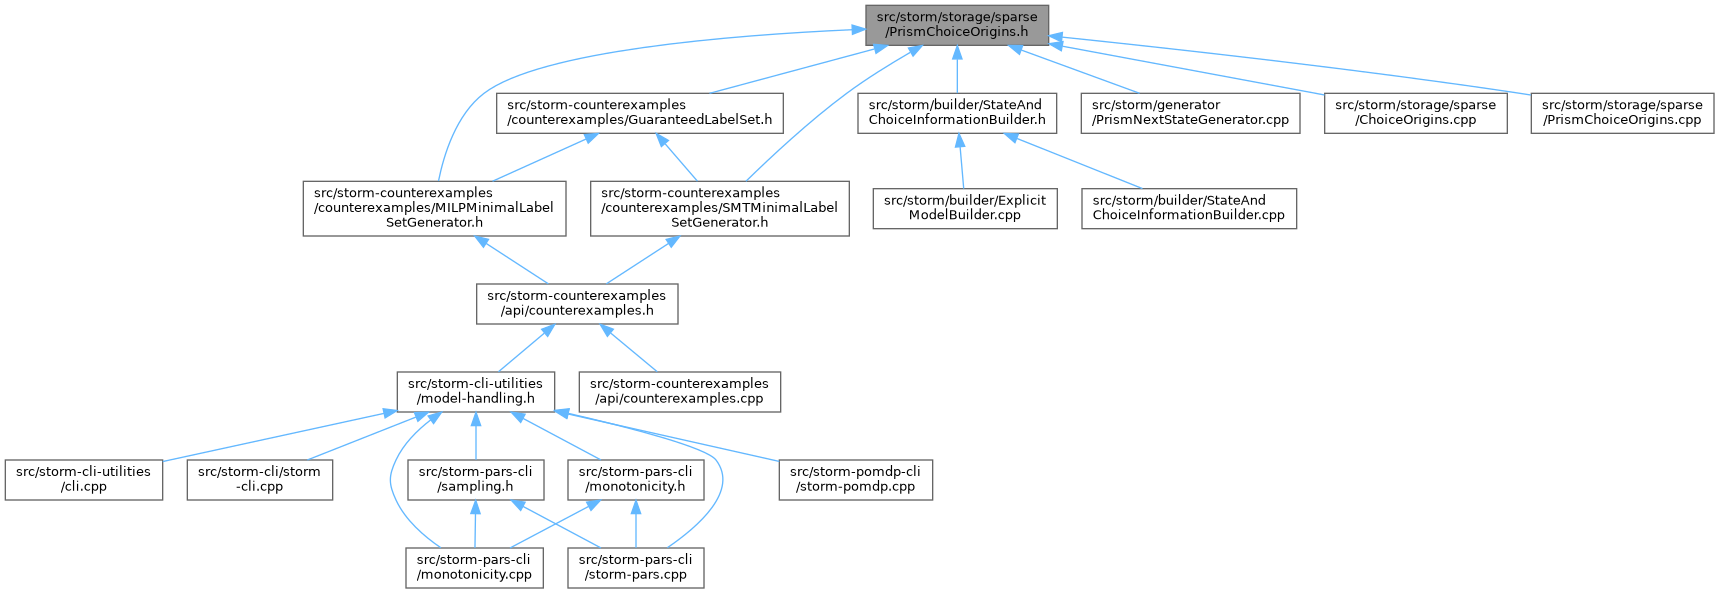 src/storm/storage/sparse
/PrismChoiceOrigins.h
src/storm-counterexamples
/counterexamples/GuaranteedLabelSet.h
src/storm/builder/StateAnd
ChoiceInformationBuilder.h
src/storm/generator
/PrismNextStateGenerator.cpp
src/storm/storage/sparse
/ChoiceOrigins.cpp
src/storm/storage/sparse
/PrismChoiceOrigins.cpp
src/storm-counterexamples
/counterexamples/MILPMinimalLabel
SetGenerator.h
src/storm-counterexamples
/counterexamples/SMTMinimalLabel
SetGenerator.h
src/storm/builder/Explicit
ModelBuilder.cpp
src/storm/builder/StateAnd
ChoiceInformationBuilder.cpp
src/storm-counterexamples
/api/counterexamples.h
src/storm-cli-utilities
/model-handling.h
src/storm-counterexamples
/api/counterexamples.cpp
src/storm-cli-utilities
/cli.cpp
src/storm-cli/storm
-cli.cpp
src/storm-pars-cli
/sampling.h
src/storm-pars-cli
/monotonicity.h
src/storm-pomdp-cli
/storm-pomdp.cpp
src/storm-pars-cli
/monotonicity.cpp
src/storm-pars-cli
/storm-pars.cpp